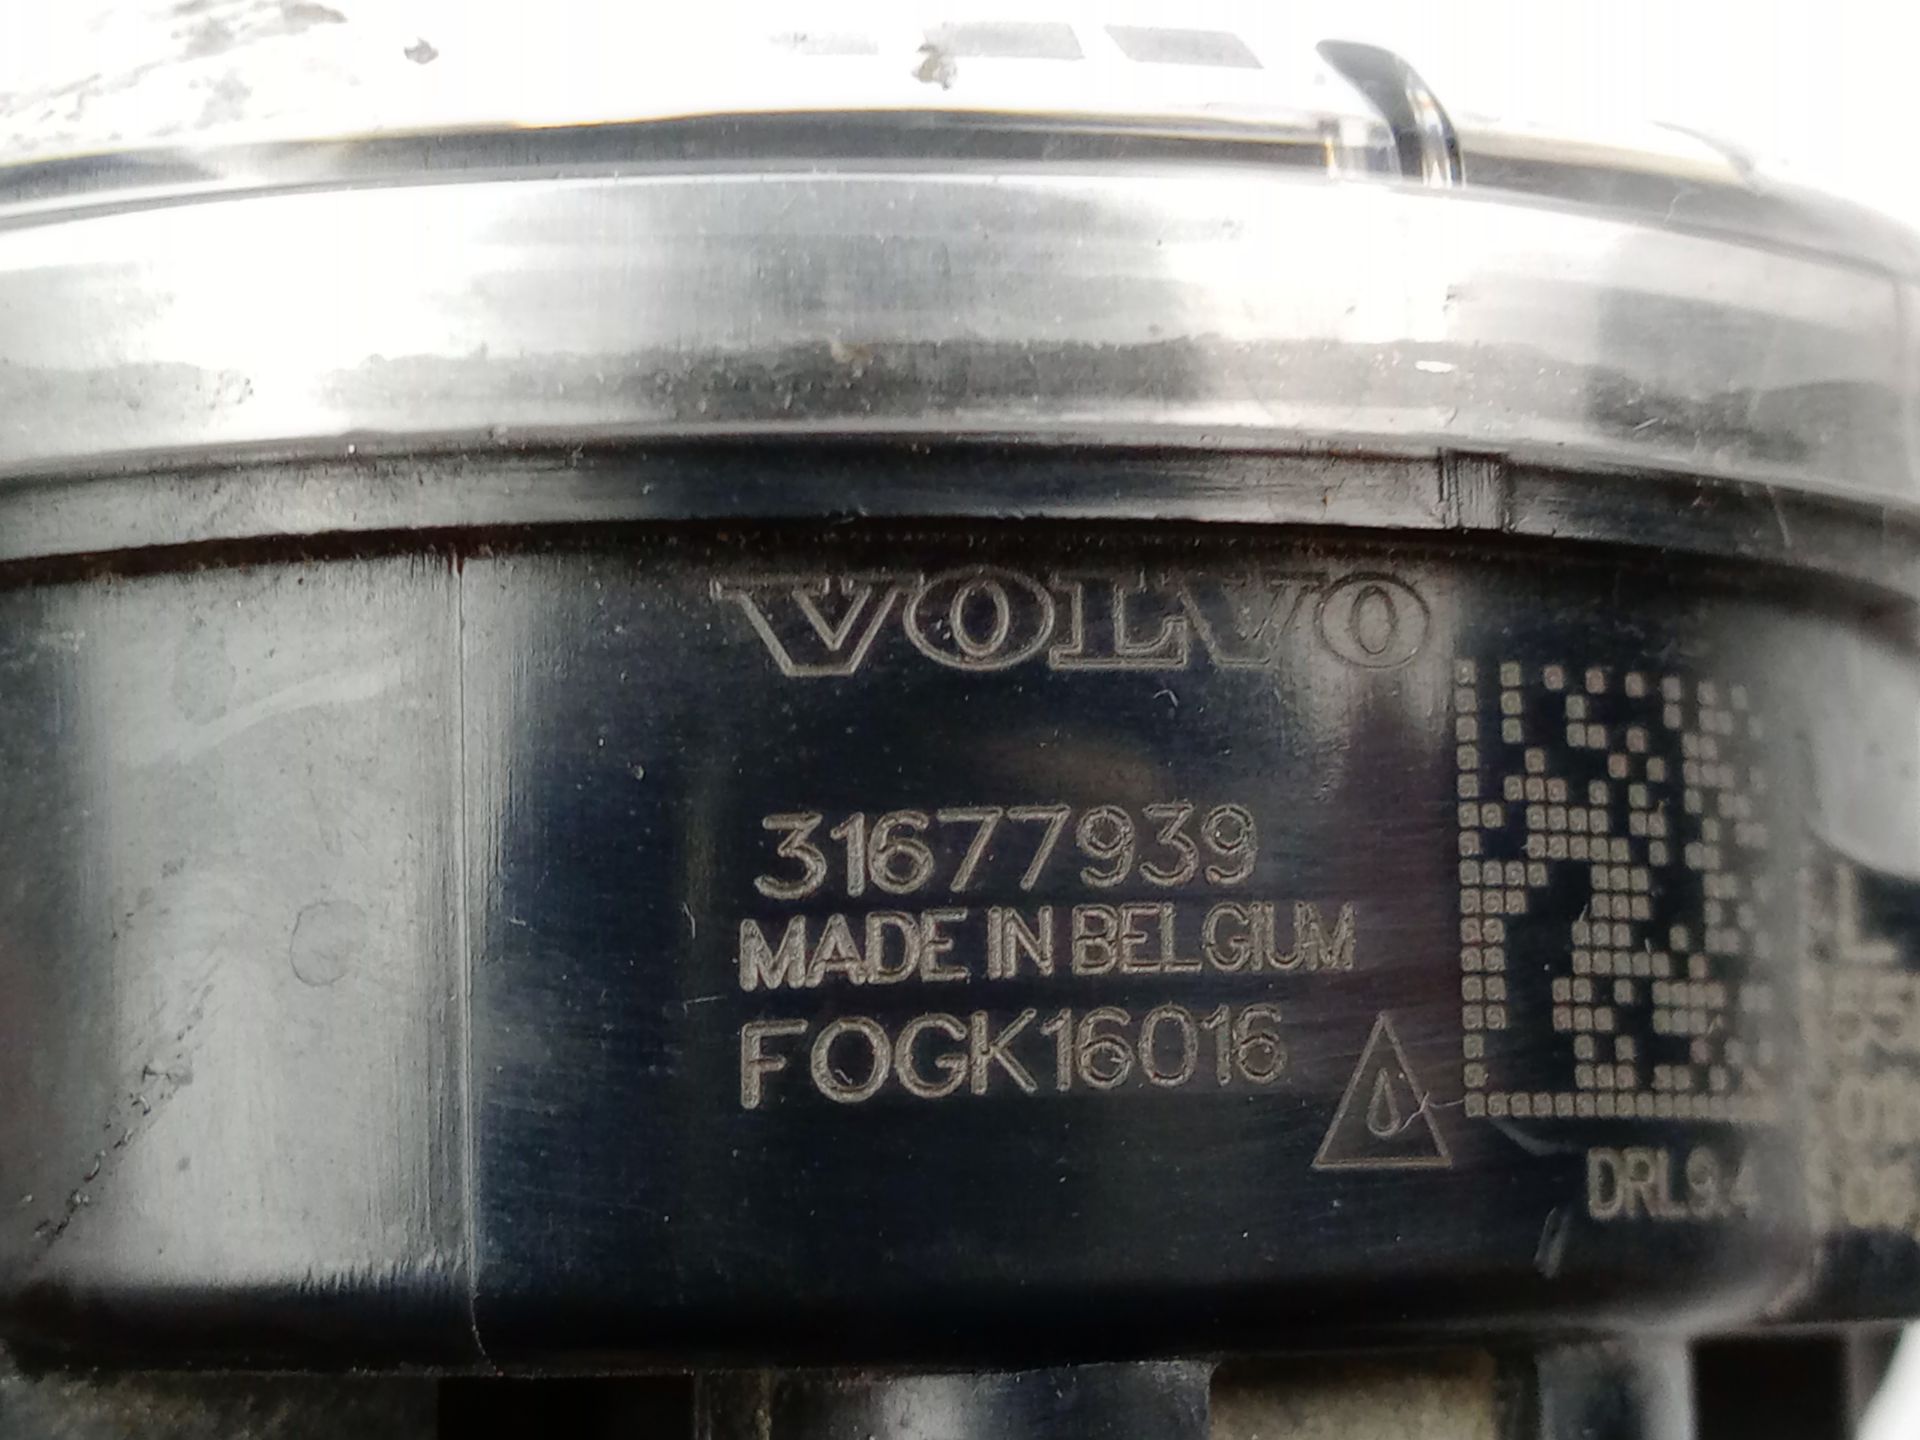 VOLVO
31677939
MADE IN BELGIUM
FOGK16016
DRL9.4